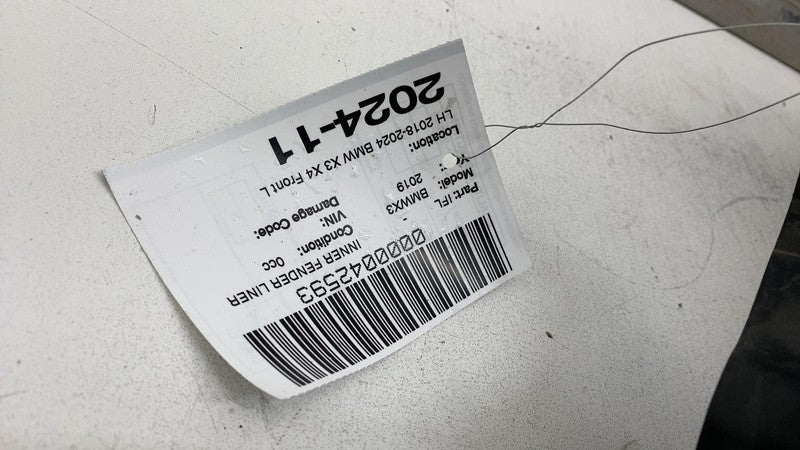 0000042593
Part: IFL - INNER FENDER LINER
Model: BMWX3 Condition: 0cc
2019 VIN:
Location: Damage Code:
LH 2018-2024 BMW X3 X4 Front L
2024-11